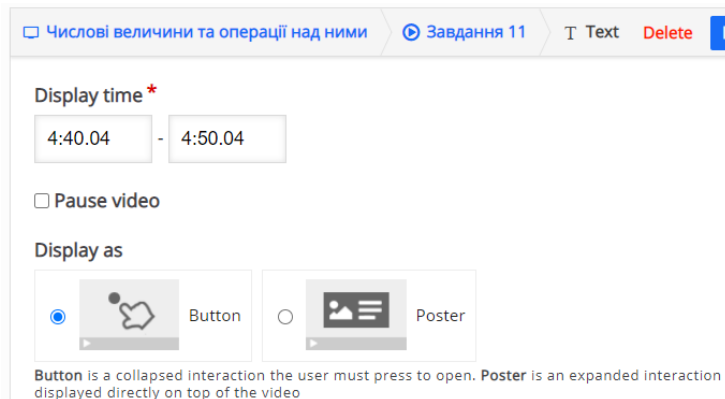 Числові величини та операції над ними Завдання 11 T Text Delete
Display time *
4:40.04 - 4:50.04
Pause video
Display as
Button Poster
Button is a collapsed interaction the user must press to open. Poster is an expanded interaction
displayed directly on top of the video